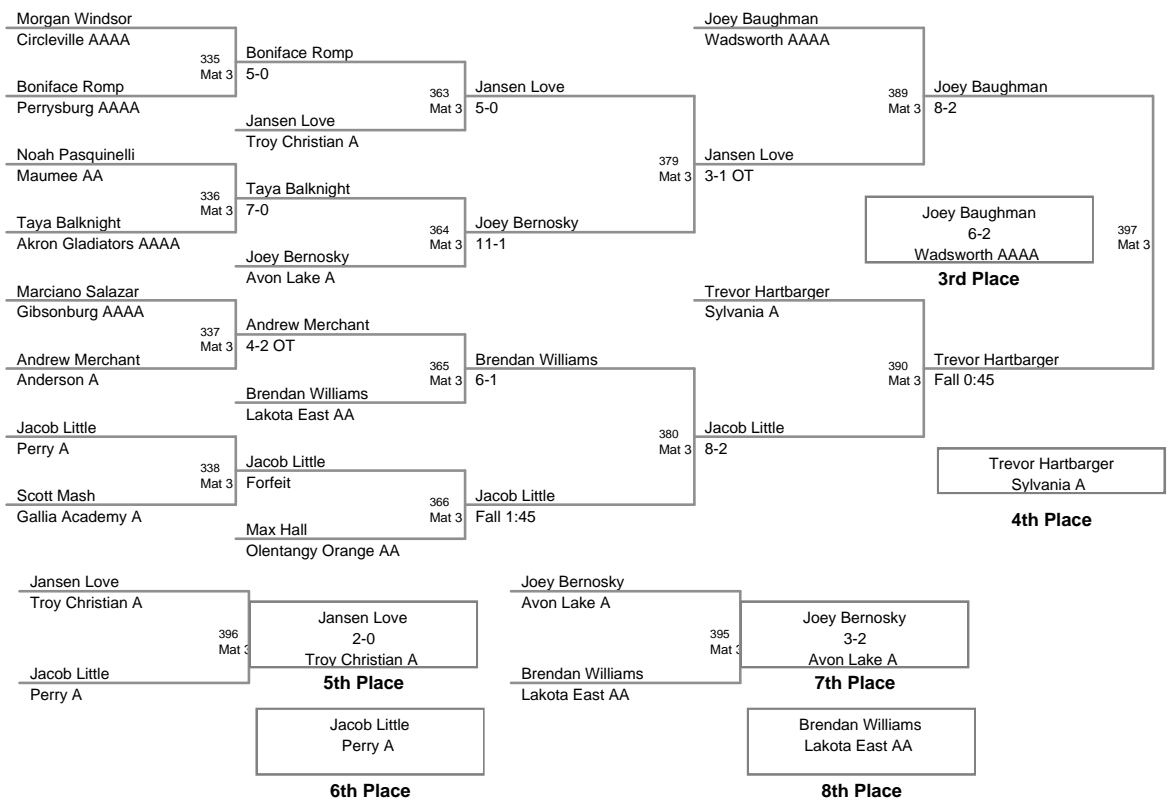 Morgan Windsor
Circleville AAAA
335
Mat 3
Boniface Romp
Perrysburg AAAA
Boniface Romp
5-0
363
Mat 3
Jansen Love
Troy Christian A
Noah Pasquinelli
Maumee AA
336
Mat 3
Taya Balknight
Akron Gladiators AAAA
Taya Balknight
7-0
364
Mat 3
Joey Bernosky
Avon Lake A
Marciano Salazar
Gibsonburg AAAA
337
Mat 3
Andrew Merchant
Anderson A
Andrew Merchant
4-2 OT
365
Mat 3
Brendan Williams
Lakota East AA
Jacob Little
Perry A
338
Mat 3
Scott Mash
Gallia Academy A
Jacob Little
Forfeit
366
Mat 3
Max Hall
Olentangy Orange AA
Jansen Love
5-0
379
Mat 3
Joey Bernosky
11-1
Brendan Williams
6-1
380
Mat 3
Jacob Little
Fall 1:45
Joey Baughman
Wadsworth AAAA
389
Mat 3
Jansen Love
3-1 OT
Trevor Hartbarger
Sylvania A
390
Mat 3
Jacob Little
8-2
Joey Baughman
8-2
397
Mat 3
Trevor Hartbarger
Fall 0:45
Joey Baughman
6-2
Wadsworth AAAA
3rd Place
Trevor Hartbarger
Sylvania A
4th Place
Jansen Love
Troy Christian A
396
Mat 3
Jacob Little
Perry A
Jansen Love
2-0
Troy Christian A
5th Place
Jacob Little
Perry A
6th Place
Joey Bernosky
Avon Lake A
395
Mat 3
Brendan Williams
Lakota East AA
Joey Bernosky
3-2
Avon Lake A
7th Place
Brendan Williams
Lakota East AA
8th Place